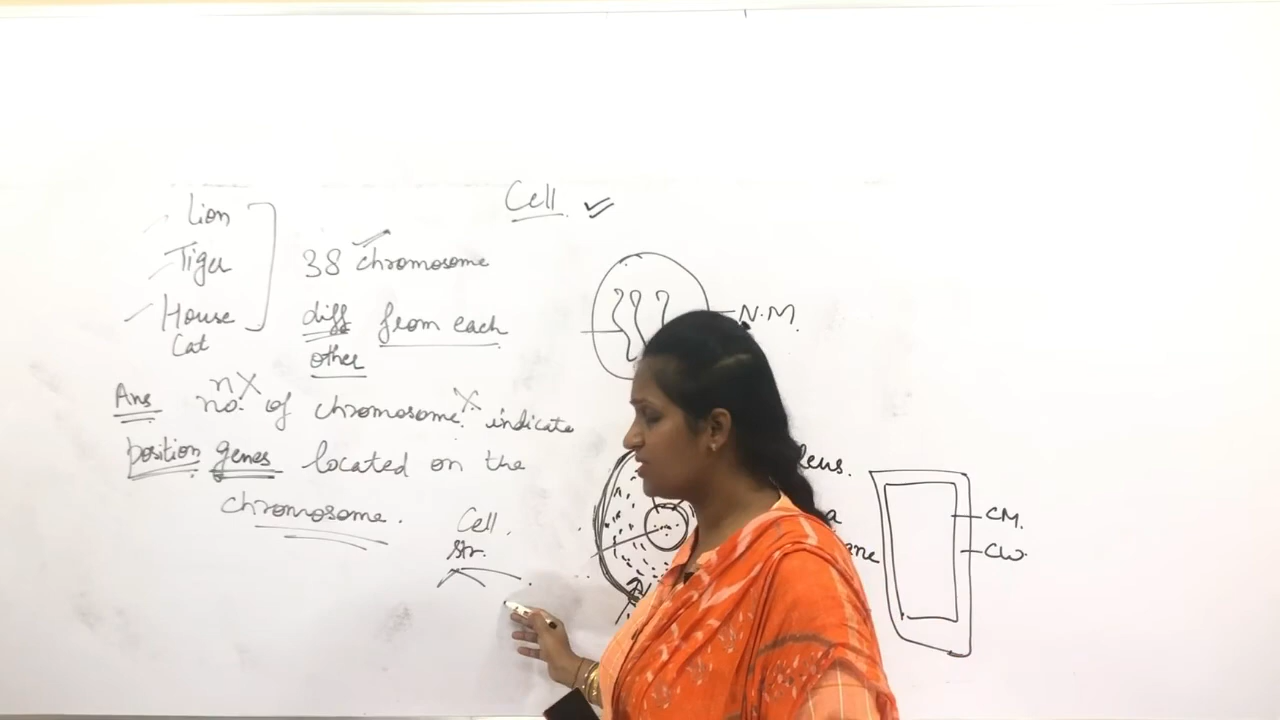 Cell
Lion
Tiger
House
Cat
38 chromosome
diff from each
other
Ans no. of chromosome. indicate
position genes located on the
chromosome.
Cell
str.
N.M.
CM.
CW.